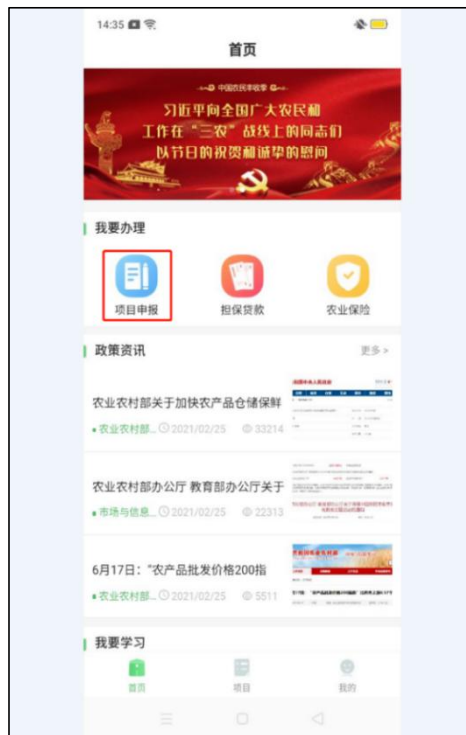 14:35
首页
中国农民丰收季
习近平向全国广大农民和
工作在“三农”战线上的同志们
以节日的祝贺和诚挚的慰问
我要办理
项目申报
担保贷款
农业保险
政策资讯
更多 >
农业农村部关于加快农产品仓储保鲜
农业农村部... 2021/02/25 33214
农业农村部办公厅 教育部办公厅关于
市场与信息... 2021/02/25 22313
6月17日：“农产品批发价格200指
农业农村部... 2021/02/25 5511
我要学习
首页
项目
我的